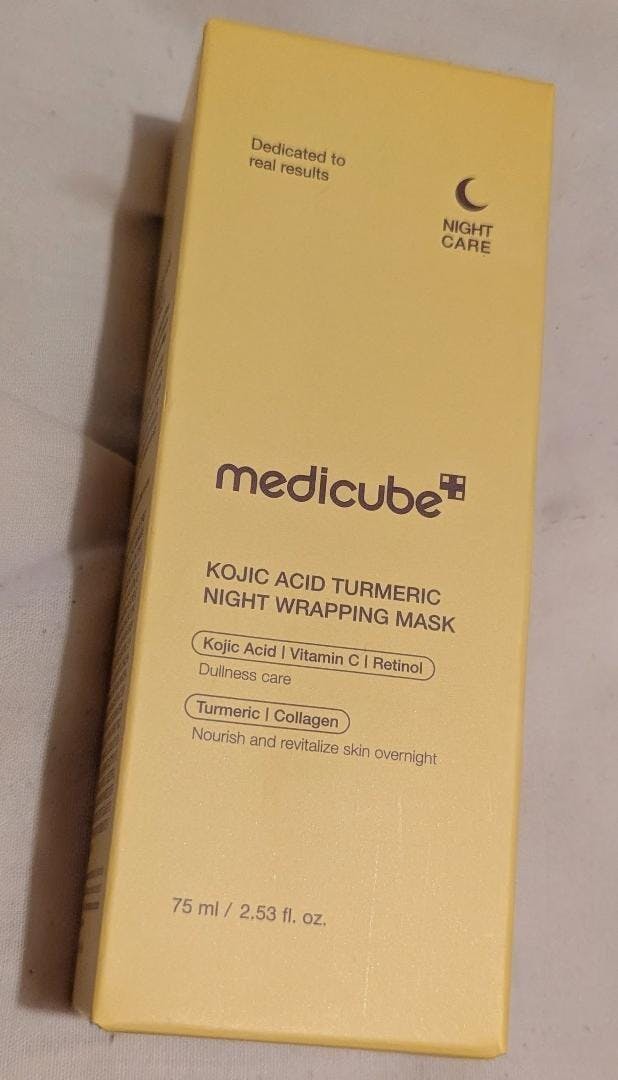 Dedicated to
real results
NIGHT
CARE
medicube
KOJIC ACID TURMERIC
NIGHT WRAPPING MASK
Kojic Acid | Vitamin C | Retinol
Dullness care
Turmeric | Collagen
Nourish and revitalize skin overnight
75 ml / 2.53 fl. oz.